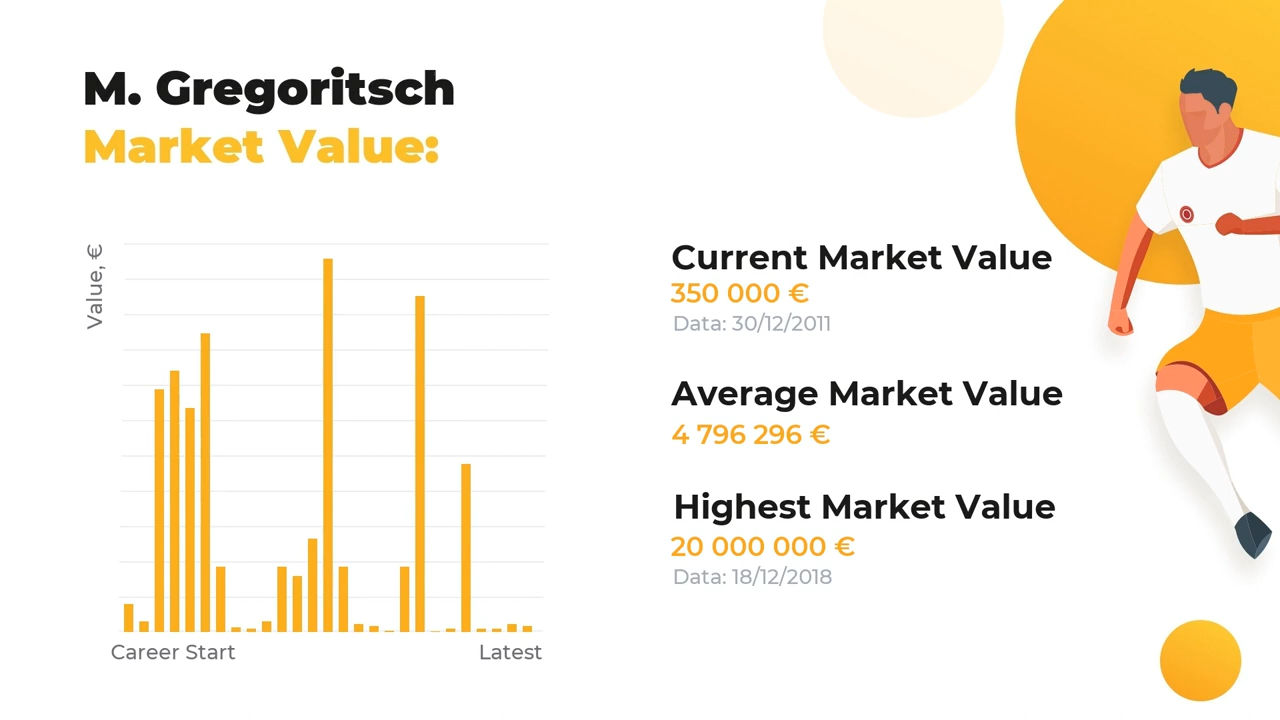 M. Gregoritsch
Market Value:
Value, €
Career Start
Latest
Current Market Value
350 000 €
Data: 30/12/2011
Average Market Value
4 796 296 €
Highest Market Value
20 000 000 €
Data: 18/12/2018